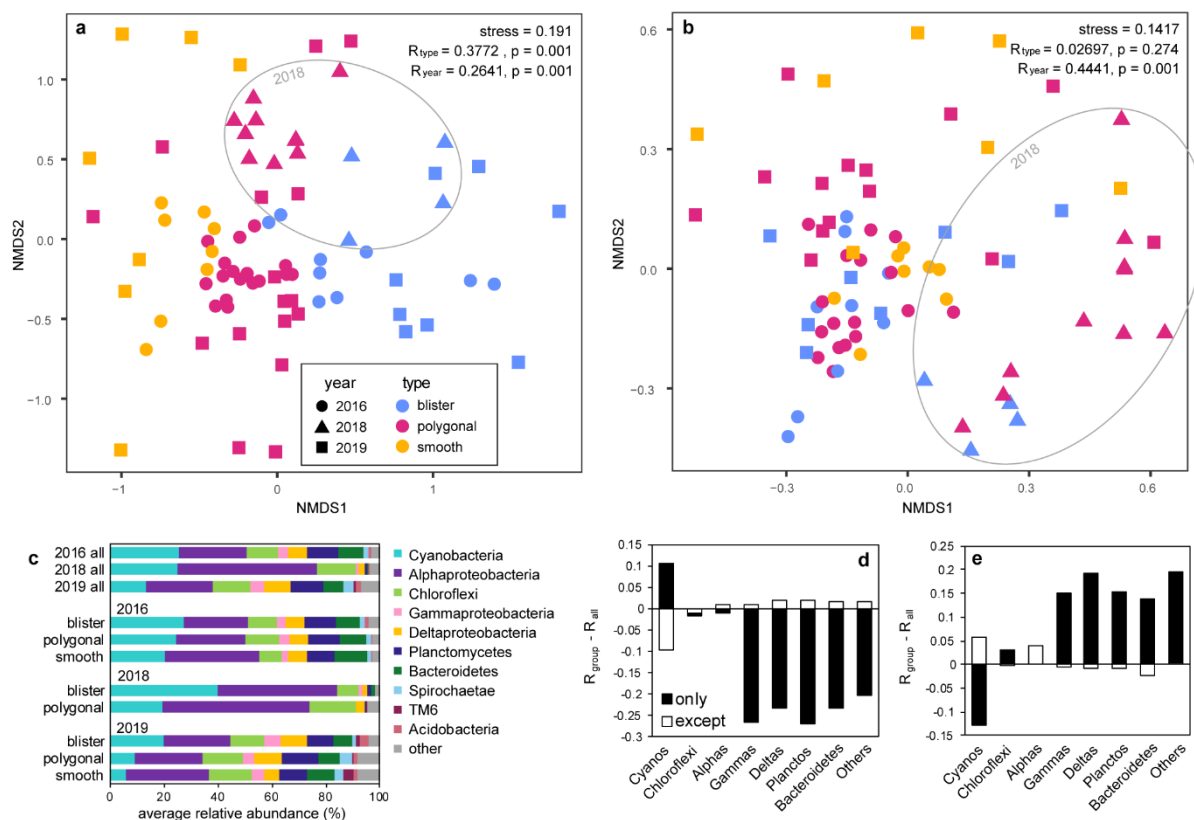 a
stress = 0.191
R type = 0.3772 , p = 0.001
R year = 0.2641, p = 0.001
2018
1.0
0.5
0.0
-0.5
-1.0
NMDS2
-1
0
1
NMDS1
year
type
2016
2018
2019
blister
polygonal
smooth
b
stress = 0.1417
R type = 0.02697, p = 0.274
R year = 0.4441, p = 0.001
2018
0.6
0.3
0.0
-0.3
NMDS2
-0.3
0.0
0.3
0.6
NMDS1
c
2016 all
2018 all
2019 all
2016
blister
polygonal
smooth
2018
blister
polygonal
2019
blister
polygonal
smooth
0
20
40
60
80
100
average relative abundance (%)
Cyanobacteria
Alphaproteobacteria
Chloroflexi
Gammaproteobacteria
Deltaproteobacteria
Planctomycetes
Bacteroidetes
Spirochaetae
TM6
Acidobacteria
other
d
0.15
0.1
0.05
0
-0.05
-0.1
-0.15
-0.2
-0.25
-0.3
R group - R all
only
except
Cyanos
Chloroflexi
Alphas
Gammas
Deltas
Planctos
Bacteroidetes
Others
e
0.25
0.2
0.15
0.1
0.05
0
-0.05
0.1
-0.15
R group - R all
Cyanos
Chloroflexi
Alphas
Gammas
Deltas
Planctos
Bacteroidetes
Others